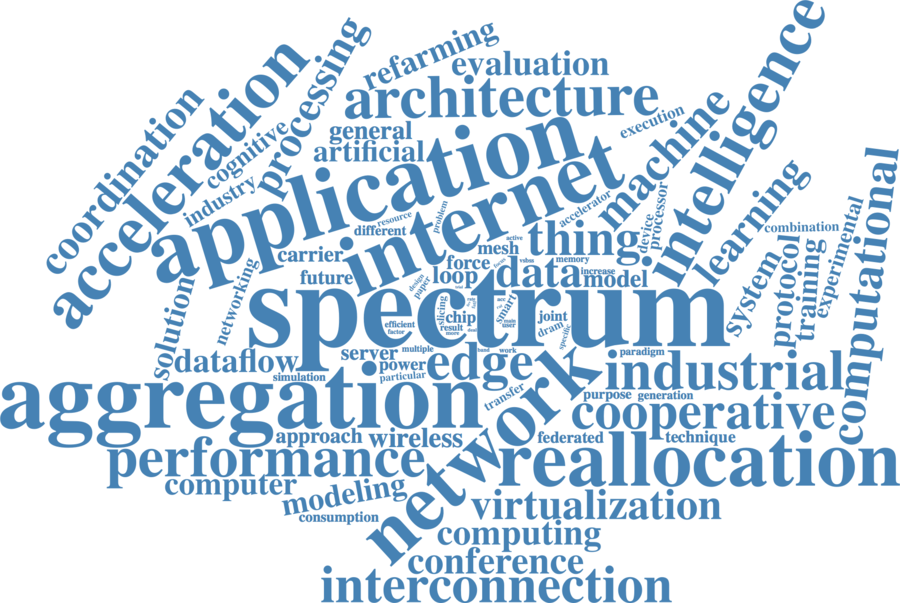 refarming
evaluation
processing
intelligence
acceleration
coordination
architecture
cognitive
general
artificial
execution
machine
industry
application
internet
accelerator
learning
resource
problem
different
carrier
mesh
active
thing
device
processor
combination
experimental
computational
networking
solution
future
force
loop
focus
vsbus
memory
data
increase
model
system
protocol
training
design
paper
spectrum
slicing
chip
smart
joint
efficient
factor
result
more
user
dram
specific
dataflow
server
multiple
power
edge
band
work
paradigm
simulation
particular
transfer
industrial
aggregation
purpose
generation
cooperative
network
approach
wireless
federated
technique
performance
reallocation
computer
modeling
virtualization
consumption
computing
conference
interconnection